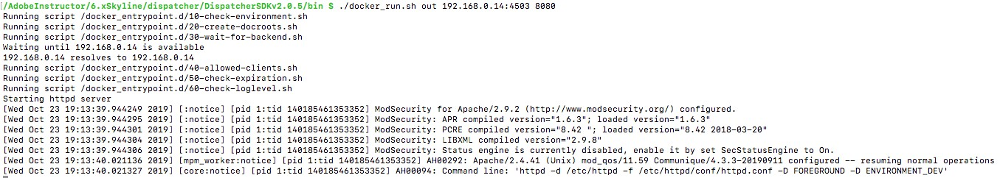 /AdobeInstructor/6.xSkyline/dispatcher/DispatcherSDKv2.0.5/bin $ ./docker_run.sh out 192.168.0.14:4503 8080
Running script /docker_entrypoint.d/10-check-environment.sh
Running script /docker_entrypoint.d/20-create-docroots.sh
Running script /docker_entrypoint.d/30-wait-for-backend.sh
Waiting until 192.168.0.14 is available
192.168.0.14 resolves to 192.168.0.14
Running script /docker_entrypoint.d/40-allowed-clients.sh
Running script /docker_entrypoint.d/50-check-expiration.sh
Running script /docker_entrypoint.d/60-check-loglevel.sh
Starting httpd server
[Wed Oct 23 19:13:39.944249 2019] [:notice] [pid 1:tid 140185461353352] ModSecurity for Apache/2.9.2 (http://www.modsecurity.org/) configured.
[Wed Oct 23 19:13:39.944295 2019] [:notice] [pid 1:tid 140185461353352] ModSecurity: APR compiled version="1.6.3"; loaded version="1.6.3"
[Wed Oct 23 19:13:39.944301 2019] [:notice] [pid 1:tid 140185461353352] ModSecurity: PCRE compiled version="8.42 "; loaded version="8.42 2018-03-20"
[Wed Oct 23 19:13:39.944304 2019] [:notice] [pid 1:tid 140185461353352] ModSecurity: LIBXML compiled version="2.9.8"
[Wed Oct 23 19:13:39.944306 2019] [:notice] [pid 1:tid 140185461353352] ModSecurity: Status engine is currently disabled, enable it by set SecStatusEngine to On.
[Wed Oct 23 19:13:40.021136 2019] [mpm_worker:notice] [pid 1:tid 140185461353352] AH00292: Apache/2.4.41 (Unix) mod_qos/11.59 Communique/4.3.3-20190911 configured -- resuming normal operations
[Wed Oct 23 19:13:40.021327 2019] [core:notice] [pid 1:tid 140185461353352] AH00094: Command line: 'httpd -d /etc/httpd -f /etc/httpd/conf/httpd.conf -D FOREGROUND -D ENVIRONMENT_DEV'